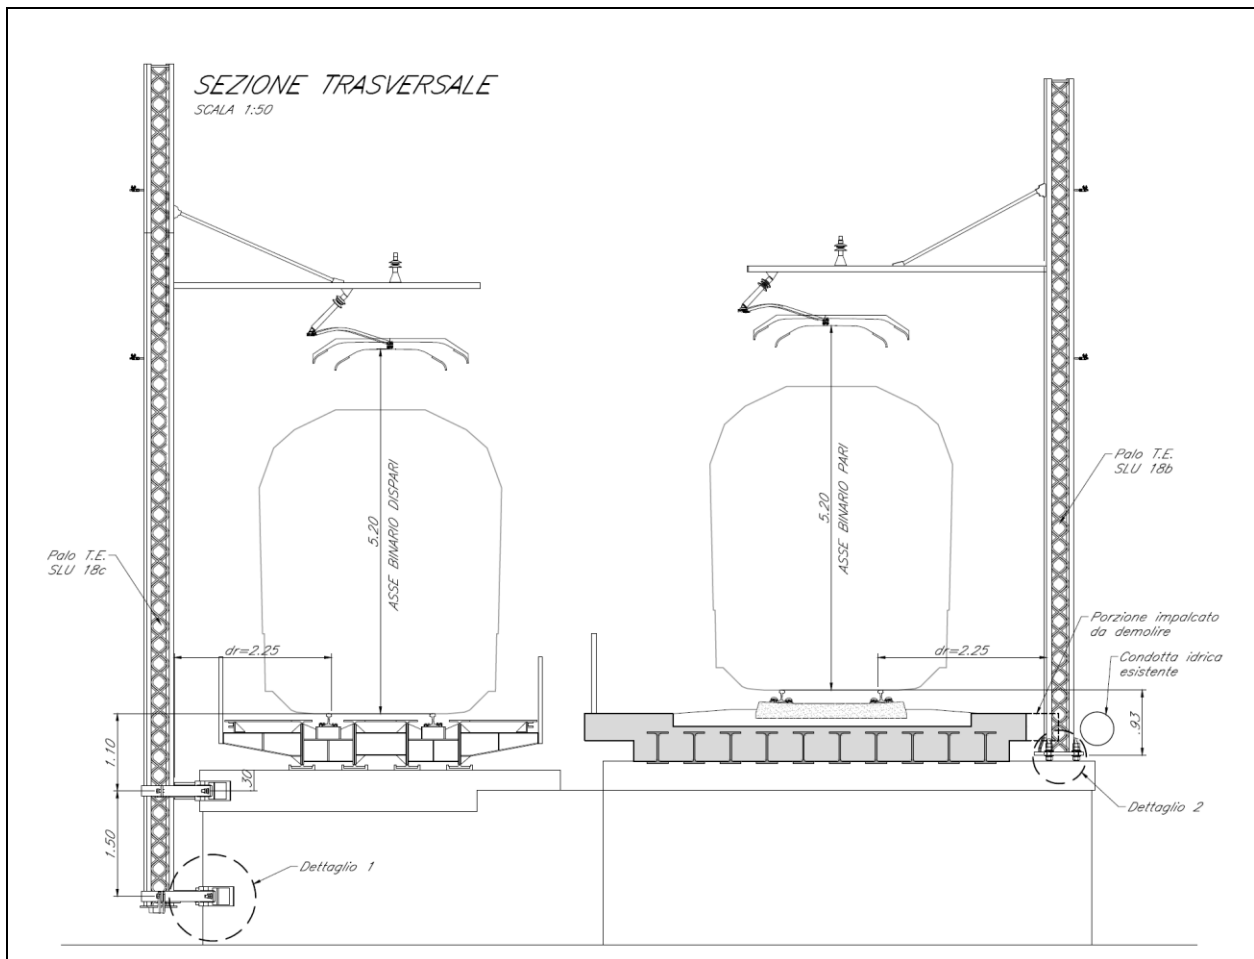 SEZIONE TRASVERSALE
SCALA 1:50
5.20
ASSE BINARIO DISPARI
5.20
ASSE BINARIO PARI
Palo T.E.
SLU 18b
Palo T.E.
SLU 18c
Porzione impalcato
da demolire
dr=2.25
dr=2.25
Condotta idrica
esistente
1.10
30
.93
1.50
Dettaglio 2
Dettaglio 1